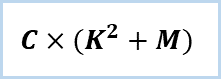 C × (K² + M)